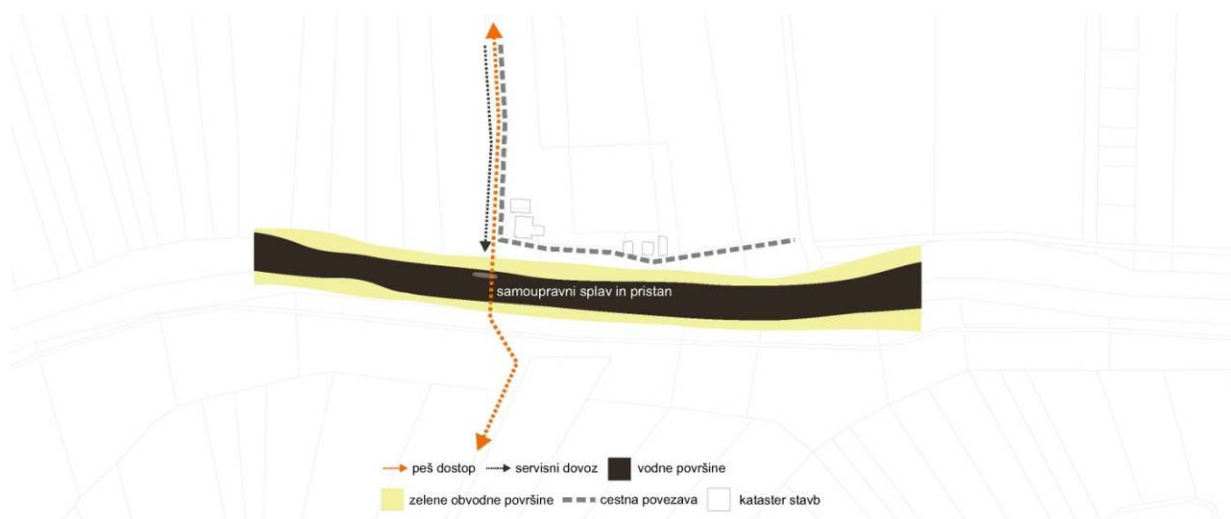 samoupravni splav in pristan
peš dostop servisni dovoz vodne površine
zelene obvodne površine cestna povezava kataster stavb